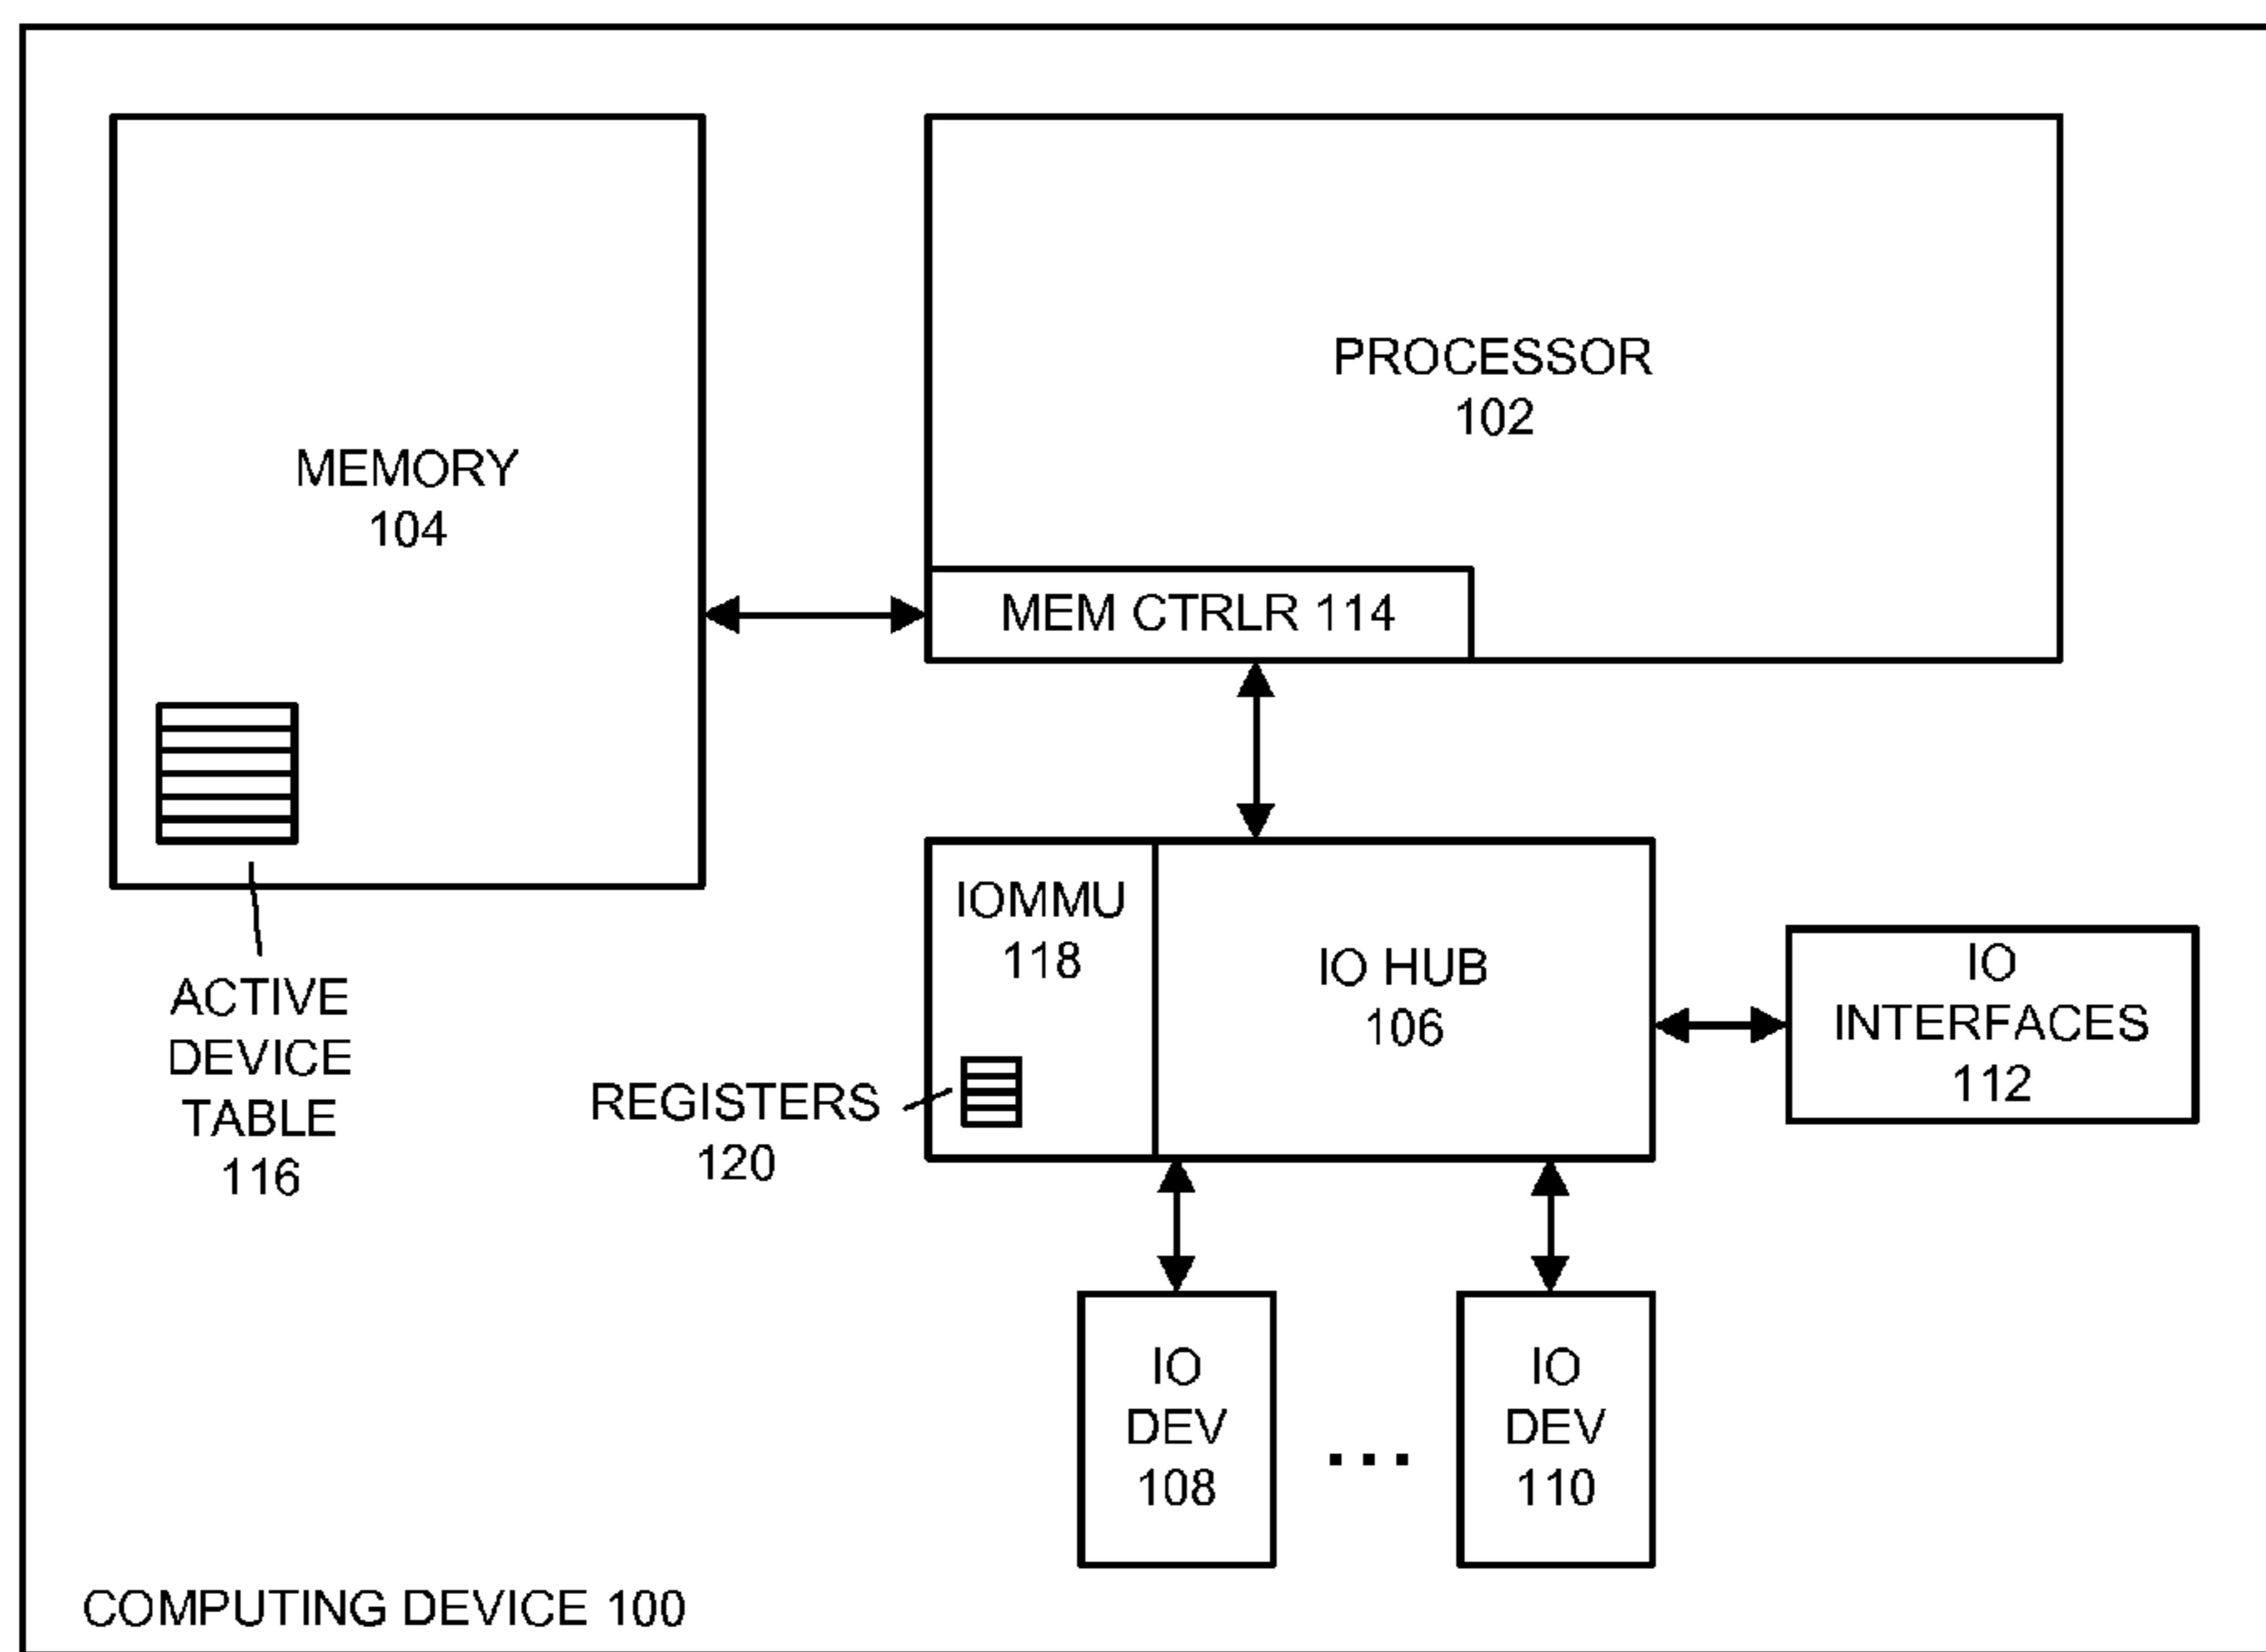 PROCESSOR
102
MEMORY
104
MEM CTRLR 114
IOMMU
118
IO HUB
106
IO
INTERFACES
112
ACTIVE
DEVICE
TABLE
116
REGISTERS
120
IO
DEV
108
...
IO
DEV
110
COMPUTING DEVICE 100